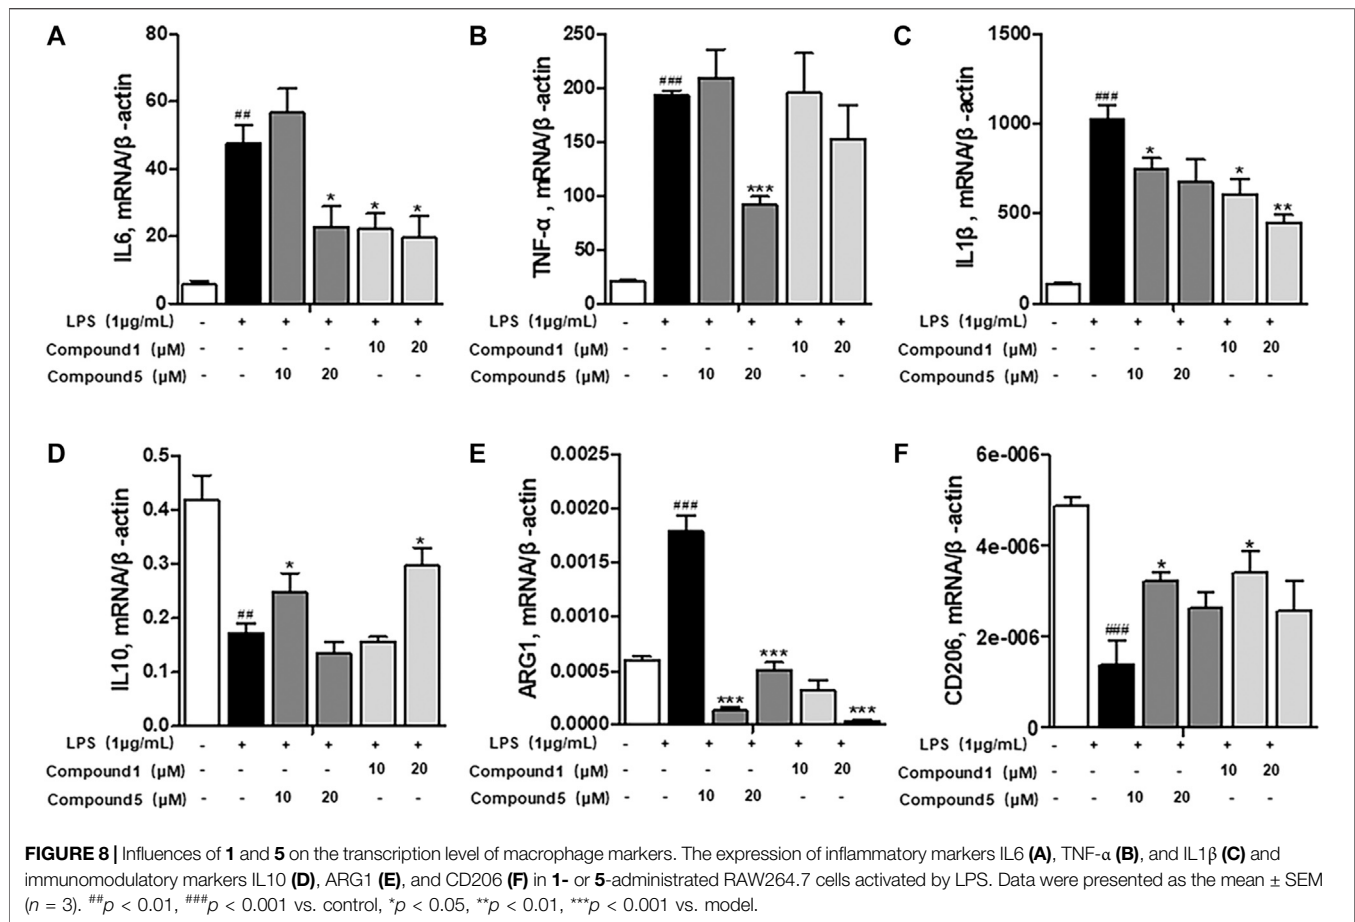 A
IL6, mRNA/β -actin
80
60
40
20
0
##
*
*
*
LPS (1μg/mL) - + + + + +
Compound1 (μM) - - - - 10 20
Compound5 (μM) - - 10 20 - -
B
TNF-α , mRNA/β -actin
250
200
150
100
50
0
###
***
LPS (1μg/mL) - + + + + +
Compound1 (μM) - - - - 10 20
Compound5 (μM) - - 10 20 - -
C
IL1β , mRNA/β -actin
1500
1000
500
0
###
*
*
**
LPS (1μg/mL) - + + + + +
Compound1 (μM) - - - - 10 20
Compound5 (μM) - - 10 20 - -
D
IL10, mRNA/β -actin
0.5
0.4
0.3
0.2
0.1
0.0
##
*
*
LPS (1μg/mL) - + + + + +
Compound1 (μM) - - - - 10 20
Compound5 (μM) - - 10 20 - -
E
ARG1, mRNA/β -actin
0.0025
0.0020
0.0015
0.0010
0.0005
0.0000
###
***
***
***
LPS (1μg/mL) - + + + + +
Compound1 (μM) - - - - 10 20
Compound5 (μM) - - 10 20 - -
F
CD206, mRNA/β -actin
6e-006
4e-006
2e-006
0
###
*
*
LPS (1μg/mL) - + + + + +
Compound1 (μM) - - - - 10 20
Compound5 (μM) - - 10 20 - -
FIGURE 8 | Influences of 1 and 5 on the transcription level of macrophage markers. The expression of inflammatory markers IL6 (A), TNF-α (B), and IL1β (C) and
immunomodulatory markers IL10 (D), ARG1 (E), and CD206 (F) in 1- or 5-administrated RAW264.7 cells activated by LPS. Data were presented as the mean ± SEM
(n = 3). ##p < 0.01, ###p < 0.001 vs. control, *p < 0.05, **p < 0.01, ***p < 0.001 vs. model.